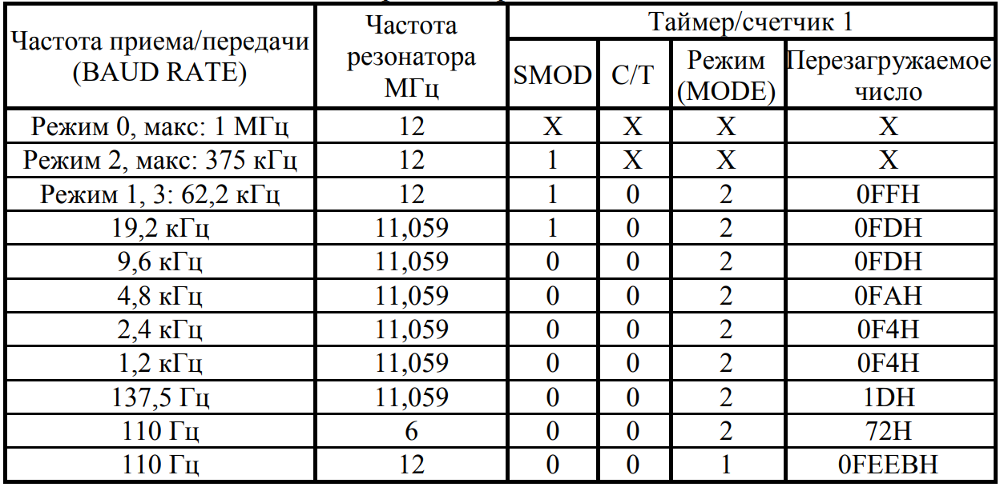 Частота приема/передачи (BAUD RATE) Частота резонатора МГц Таймер/счетчик 1
SMOD C/T Режим (MODE) Перезагружаемое число
Режим 0, макс: 1 МГц 12 X X X X
Режим 2, макс: 375 кГц 12 1 X X X
Режим 1, 3: 62,2 кГц 12 1 0 2 0FFH
19,2 кГц 11,059 1 0 2 0FDH
9,6 кГц 11,059 0 0 2 0FDH
4,8 кГц 11,059 0 0 2 0FAH
2,4 кГц 11,059 0 0 2 0F4H
1,2 кГц 11,059 0 0 2 0F4H
137,5 Гц 11,059 0 0 2 1DH
110 Гц 6 0 0 2 72H
110 Гц 12 0 0 1 0FEEBH